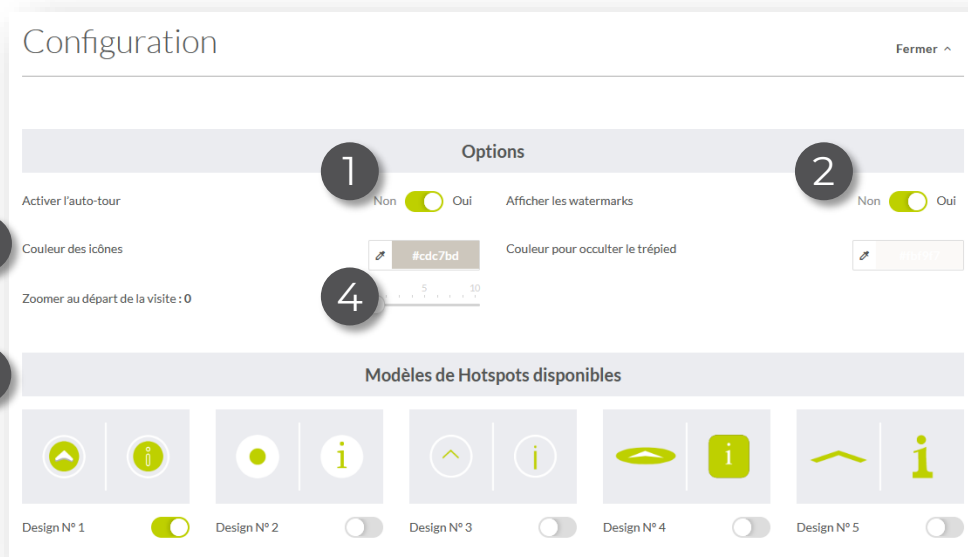 Configuration
Fermer
Options
1
2
Activer l'auto-tour
Non
Oui
Afficher les watermarks
Non
Oui
Couleur des icônes
#cdc7bd
Couleur pour occulter le trépied
Zoomer au départ de la visite : 0
4
5
10
Modèles de Hotspots disponibles
i
i
i
i
i
Design N° 1
Design N° 2
Design N° 3
Design N° 4
Design N° 5